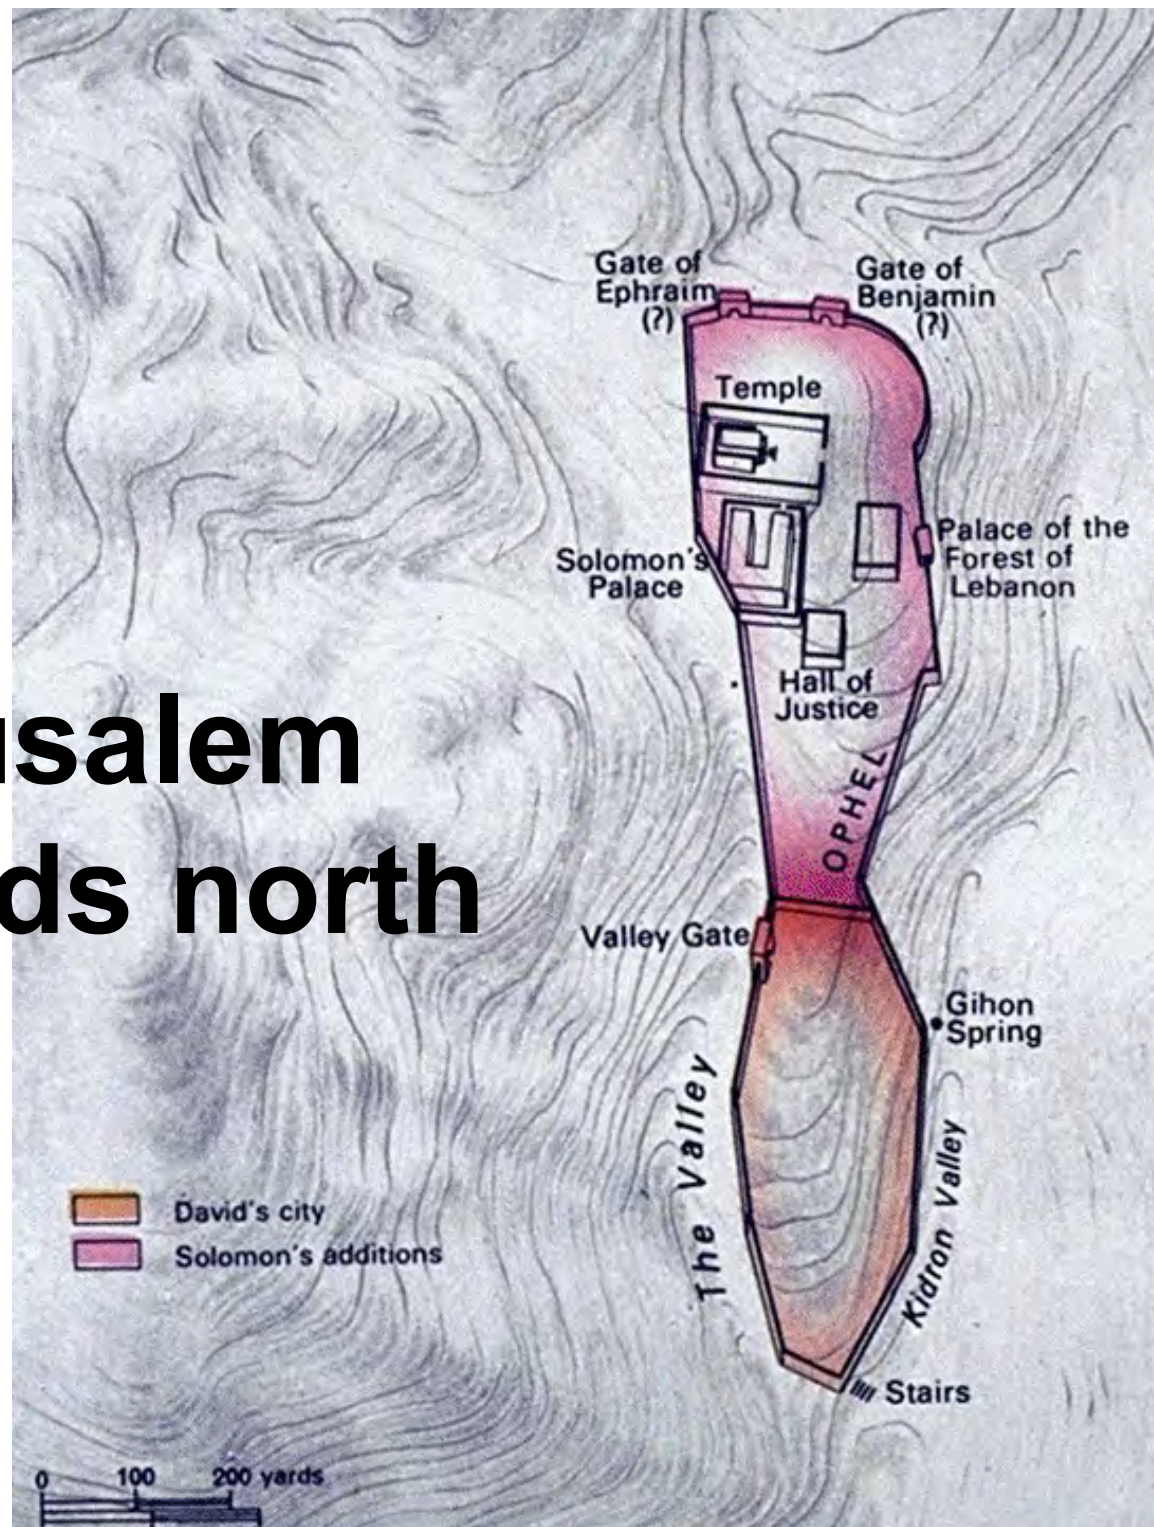 Gate of
Ephraim
(?)
Gate of
Benjamin
(?)
Temple
Solomon's
Palace
Palace of the
Forest of
Lebanon
Hall of
Justice
usalem
ds north
OPHEL
Valley Gate
Gihon
Spring
The Valley
Kidron Valley
David's city
Solomon's additions
Stairs
0 100 200 yards